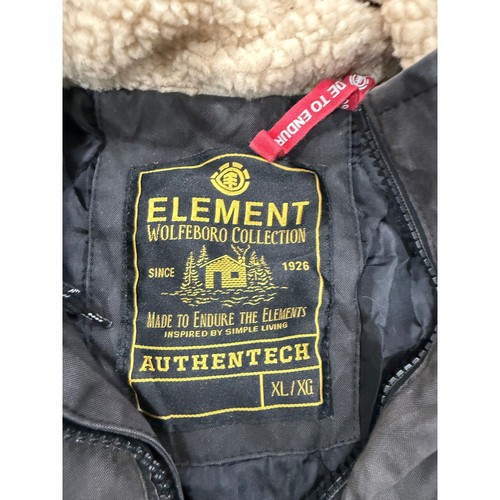 DE TO ENDUR
ELEMENT
WOLFEBORO COLLECTION
SINCE 1926
MADE TO ENDURE THE ELEMENTS
INSPIRED BY SIMPLE LIVING
AUTHENTECH
XL/XG